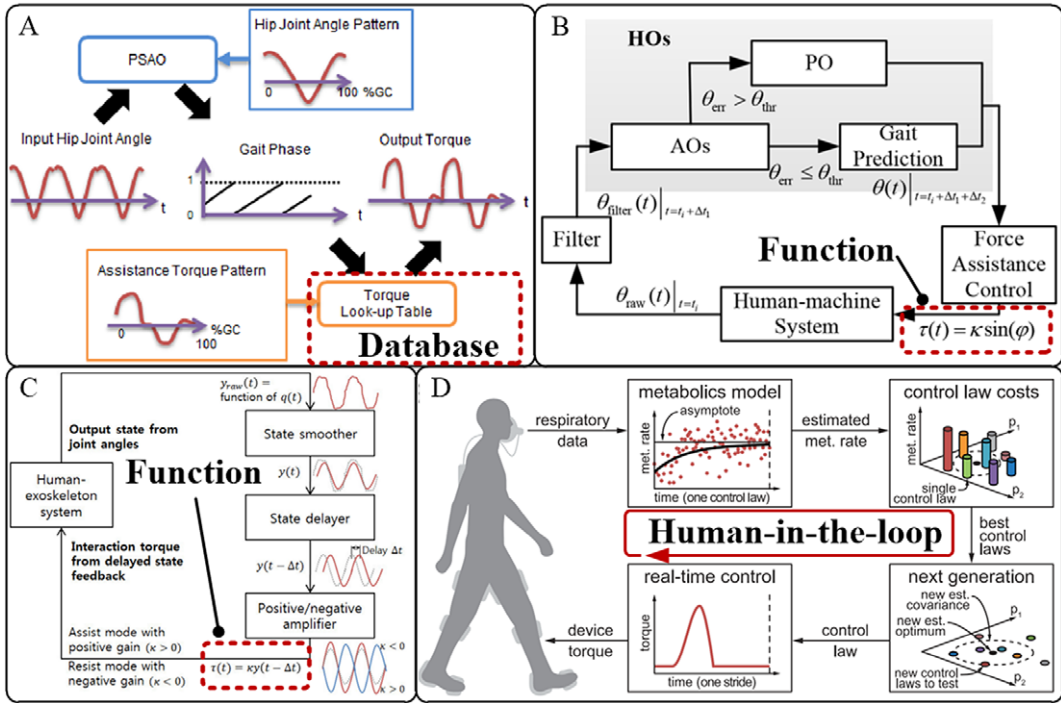 A
Hip Joint Angle Pattern
PSAO
0
100 %GC
Input Hip Joint Angle
t
Gait Phase
1
0
t
Output Torque
t
Assistance Torque Pattern
0
%GC
100
Torque
Look-up Table
Database
B
HOs
PO
θerr > θthr
AOs
Gait
Prediction
θerr ≤ θthr
θfilter(t)|t=ti+Δt1
θ(t)|t=ti+Δt1+Δt2
Filter
Function
Force
Assistance
Control
θraw(t)|t=ti
Human-machine
System
τ(t) = κ sin(φ)
C
yraw(t) =
function of q(t)
Output state from
joint angles
State smoother
Function
y(t)
Human-
exoskeleton
system
State delayer
Interaction torque
from delayed state
feedback
Delay Δt
y(t − Δt)
Positive/negative
amplifier
Assist mode with
positive gain (κ > 0)
Resist mode with
negative gain (κ < 0)
τ(t) = κy(t − Δt)
κ < 0
κ > 0
D
respiratory
data
metabolics model
asymptote
met. rate
time (one control law)
estimated
met. rate
control law costs
met. rate
p1
single
control law
p2
Human-in-the-loop
best
control
laws
real-time control
torque
time (one stride)
device
torque
control
law
next generation
new est.
covariance
p1
new est.
optimum
new control
laws to test
p2